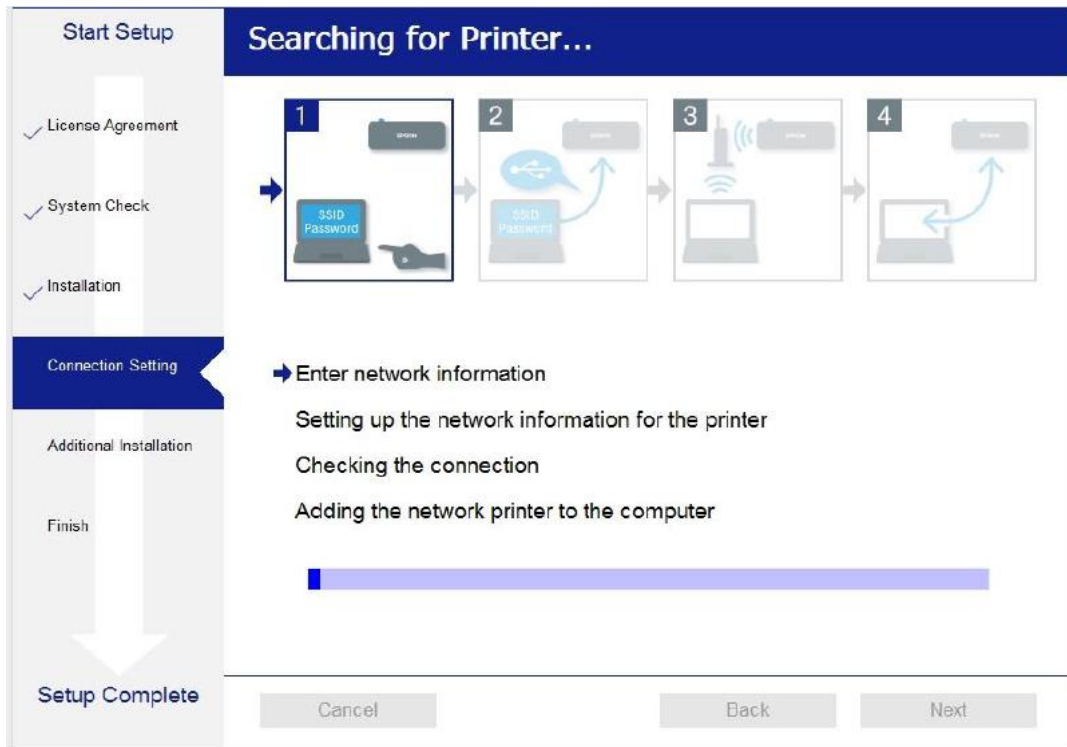 Start Setup
Searching for Printer...
License Agreement
System Check
Installation
Connection Setting
Additional Installation
Finish
Setup Complete
1
2
3
4
SSID
Password
SSID
Password
Enter network information
Setting up the network information for the printer
Checking the connection
Adding the network printer to the computer
Cancel
Back
Next